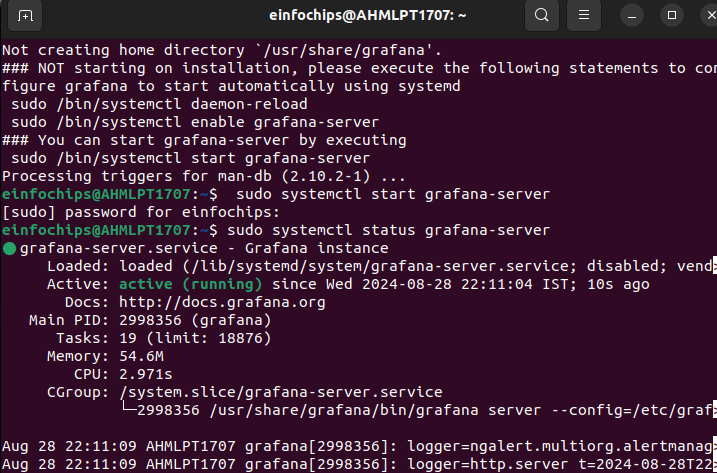 einfochips@AHMLPT1707: ~
Not creating home directory `/usr/share/grafana'.
### NOT starting on installation, please execute the following statements to con
figure grafana to start automatically using systemd
 sudo /bin/systemctl daemon-reload
 sudo /bin/systemctl enable grafana-server
### You can start grafana-server by executing
 sudo /bin/systemctl start grafana-server
Processing triggers for man-db (2.10.2-1) ...
einfochips@AHMLPT1707:~$  sudo systemctl start grafana-server
[sudo] password for einfochips:
einfochips@AHMLPT1707:~$ sudo systemctl status grafana-server
● grafana-server.service - Grafana instance
     Loaded: loaded (/lib/systemd/system/grafana-server.service; disabled; vend>
     Active: active (running) since Wed 2024-08-28 22:11:04 IST; 10s ago
       Docs: http://docs.grafana.org
   Main PID: 2998356 (grafana)
      Tasks: 19 (limit: 18876)
     Memory: 54.6M
        CPU: 2.971s
     CGroup: /system.slice/grafana-server.service
             └─2998356 /usr/share/grafana/bin/grafana server --config=/etc/graf>
Aug 28 22:11:09 AHMLPT1707 grafana[2998356]: logger=ngalert.multiorg.alertmanag>
Aug 28 22:11:09 AHMLPT1707 grafana[2998356]: logger=http.server t=2024-08-28T22>